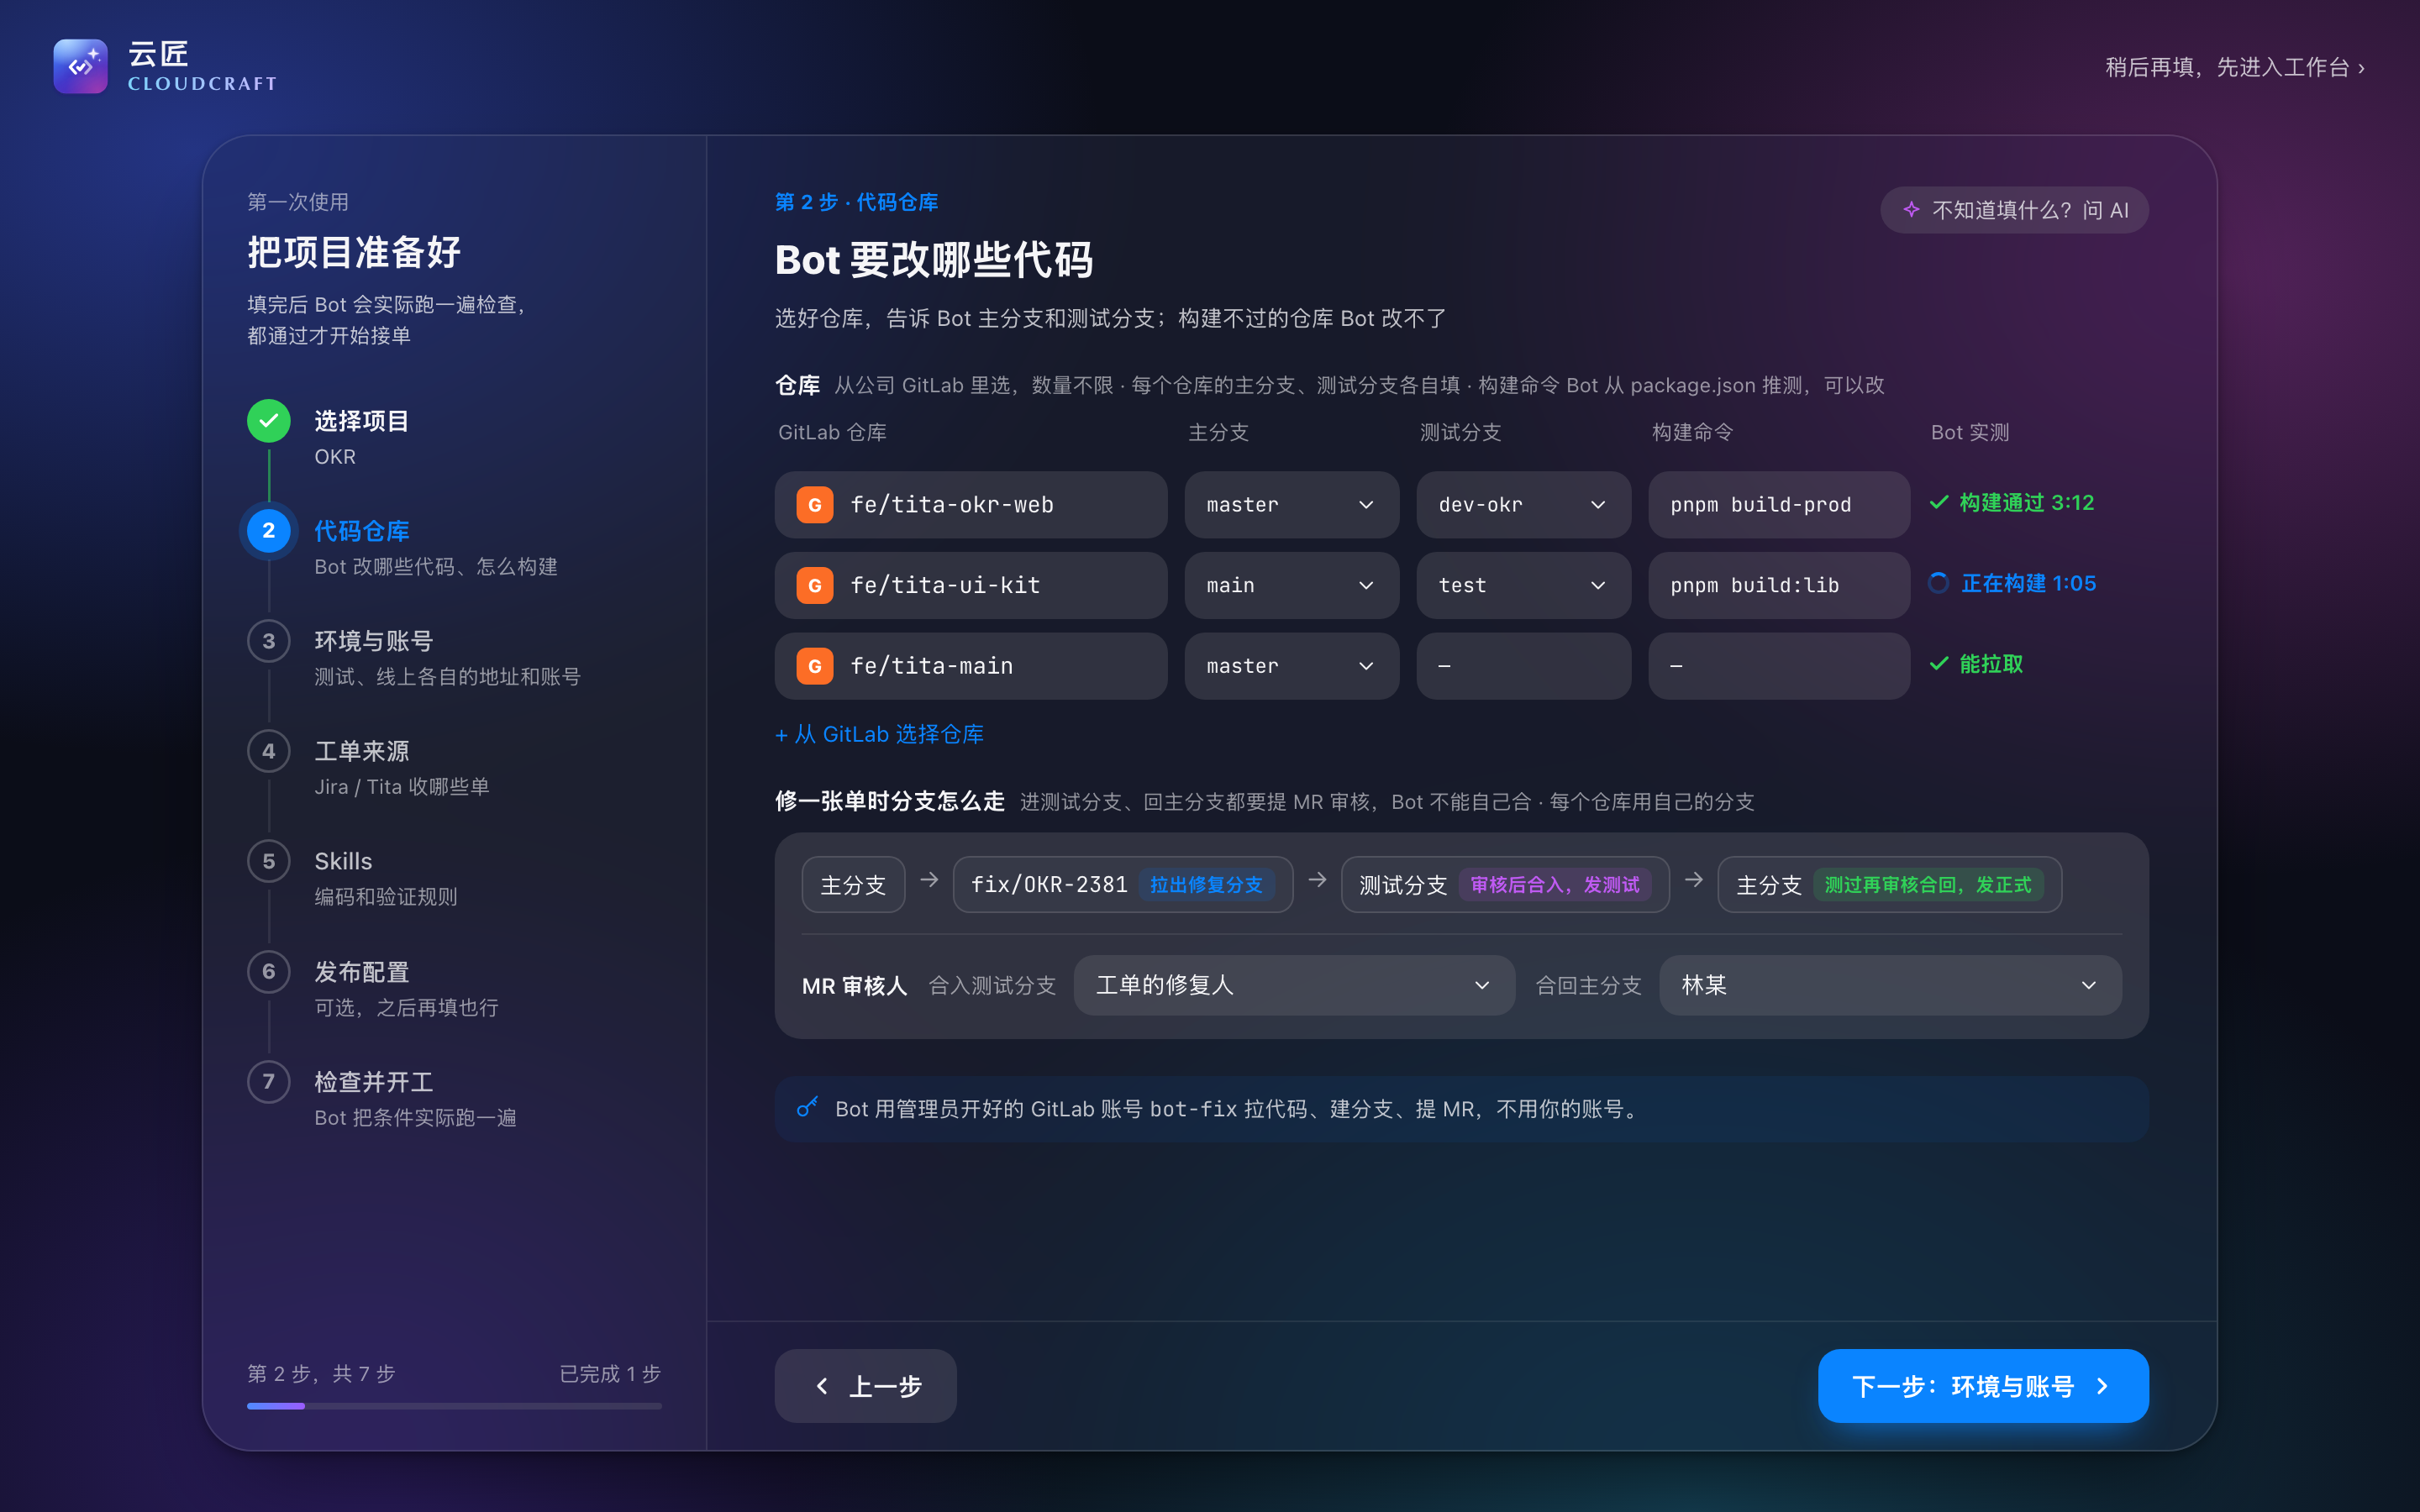 云匠
CLOUDCRAFT
稍后再填，先进入工作台 ›
第一次使用
把项目准备好
填完后 Bot 会实际跑一遍检查，
都通过才开始接单
选择项目
OKR
2 代码仓库
Bot 改哪些代码、怎么构建
3 环境与账号
测试、线上各自的地址和账号
4 工单来源
Jira / Tita 收哪些单
5 Skills
编码和验证规则
6 发布配置
可选，之后再填也行
7 检查并开工
Bot 把条件实际跑一遍
第 2 步，共 7 步 已完成 1 步
第 2 步 · 代码仓库
不知道填什么？问 AI
Bot 要改哪些代码
选好仓库，告诉 Bot 主分支和测试分支；构建不过的仓库 Bot 改不了
仓库 从公司 GitLab 里选，数量不限 · 每个仓库的主分支、测试分支各自填 · 构建命令 Bot 从 package.json 推测，可以改
GitLab 仓库 主分支 测试分支 构建命令 Bot 实测
G fe/tita-okr-web master dev-okr pnpm build-prod 构建通过 3:12
G fe/tita-ui-kit main test pnpm build:lib 正在构建 1:05
G fe/tita-main master — — 能拉取
+ 从 GitLab 选择仓库
修一张单时分支怎么走 进测试分支、回主分支都要提 MR 审核，Bot 不能自己合 · 每个仓库用自己的分支
主分支 → fix/OKR-2381 拉出修复分支 → 测试分支 审核后合入，发测试 → 主分支 测过再审核合回，发正式
MR 审核人 合入测试分支 工单的修复人 合回主分支 林某
Bot 用管理员开好的 GitLab 账号 bot-fix 拉代码、建分支、提 MR，不用你的账号。
上一步
下一步：环境与账号